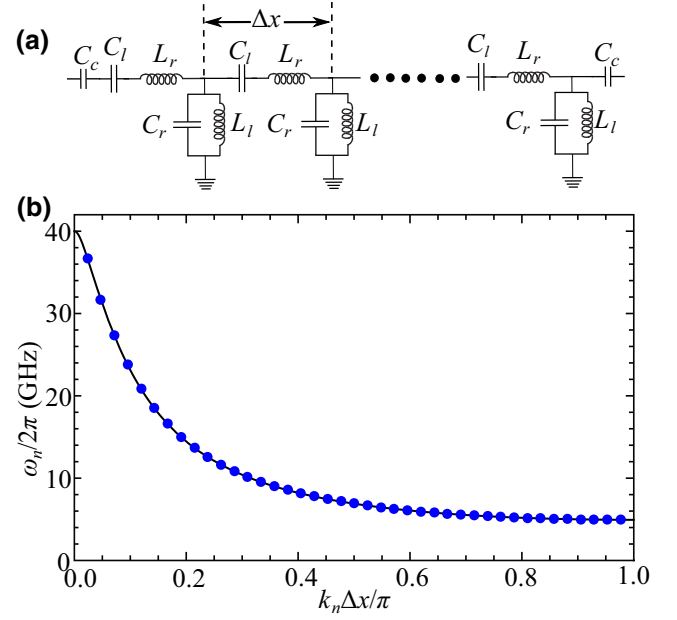 (a)
Δx
C_c C_l L_r C_l L_r C_l L_r C_c
C_r L_l C_r L_l C_r L_l
(b)
40
30
20
10
0
ω_n/2π (GHz)
0.0 0.2 0.4 0.6 0.8 1.0
k_nΔx/π